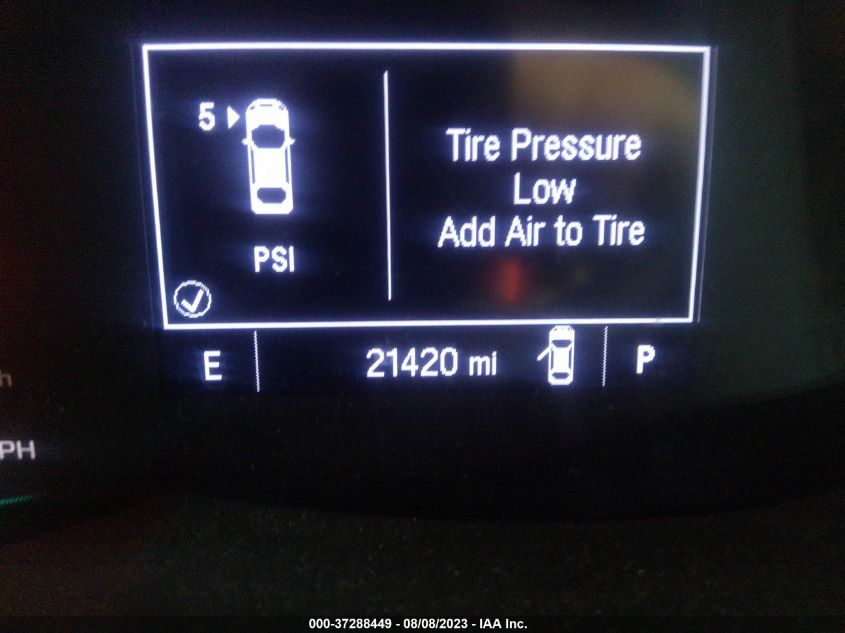 5
Tire Pressure
Low
Add Air to Tire
PSI
E 21420 mi P
h
PH
000-37288449 - 08/08/2023 - IAA Inc.